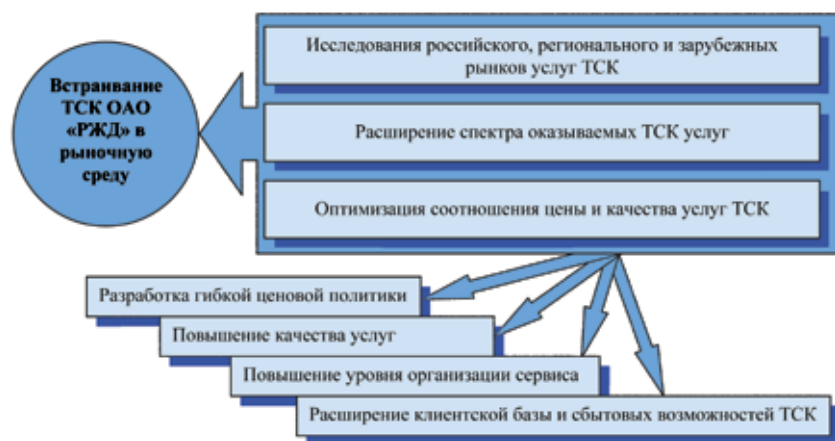 Встраивание
ТСК ОАО
«РЖД» в
рыночную
среду
Исследования российского, регионального и зарубежных
рынков услуг ТСК
Расширение спектра оказываемых ТСК услуг
Оптимизация соотношения цены и качества услуг ТСК
Разработка гибкой ценовой политики
Повышение качества услуг
Повышение уровня организации сервиса
Расширение клиентской базы и сбытовых возможностей ТСК